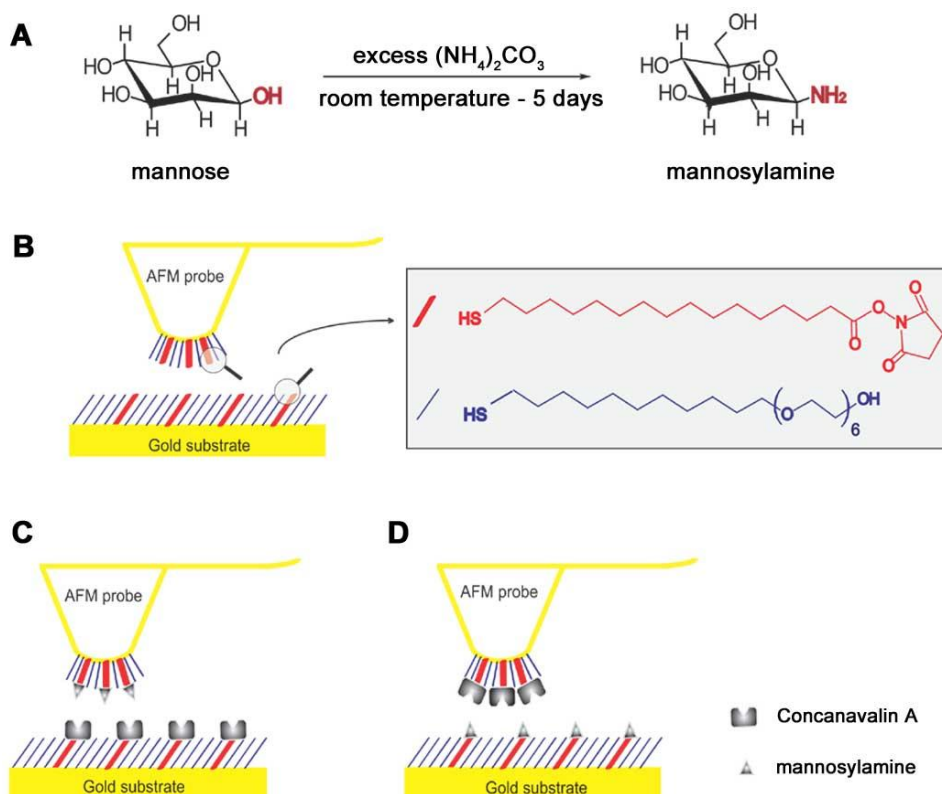 A
OH
H
HO
O
H
OH
HO
OH
H
H
H
mannose
excess (NH4)2CO3
room temperature - 5 days
OH
H
HO
O
H
OH
HO
NH2
H
H
H
mannosylamine
B
AFM probe
Gold substrate
HS
O
O
N
O
O
HS
O
6
OH
C
AFM probe
Gold substrate
D
AFM probe
Gold substrate
Concanavalin A
mannosylamine